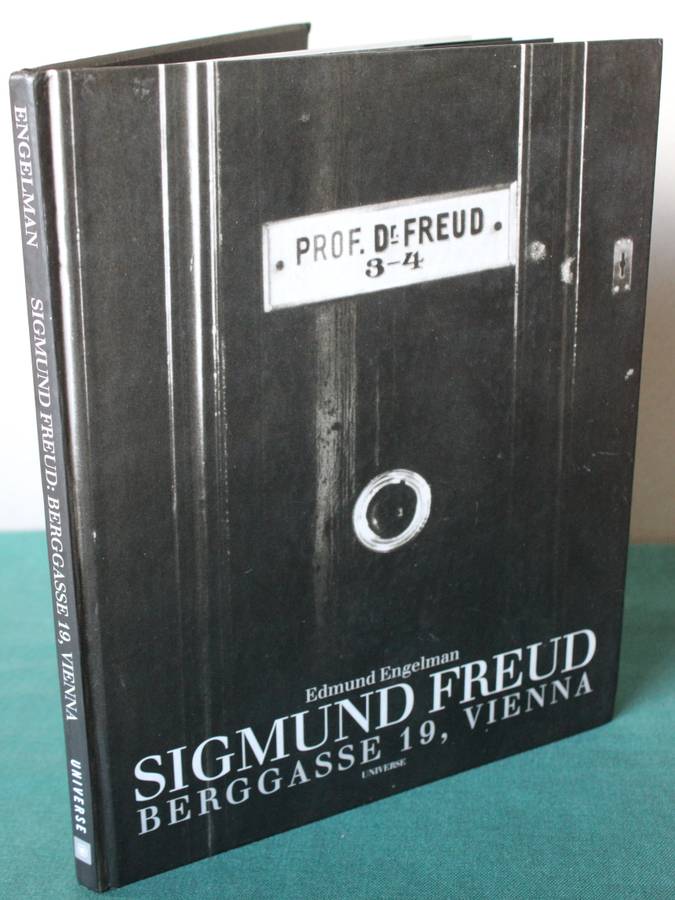 ENGELMAN SIGMUND FREUD: BERGGASSE 19, VIENNA UNIVERSE
PROF. Dr. FREUD
3-4
Edmund Engelman
SIGMUND FREUD
BERGGASSE 19, VIENNA
UNIVERSE